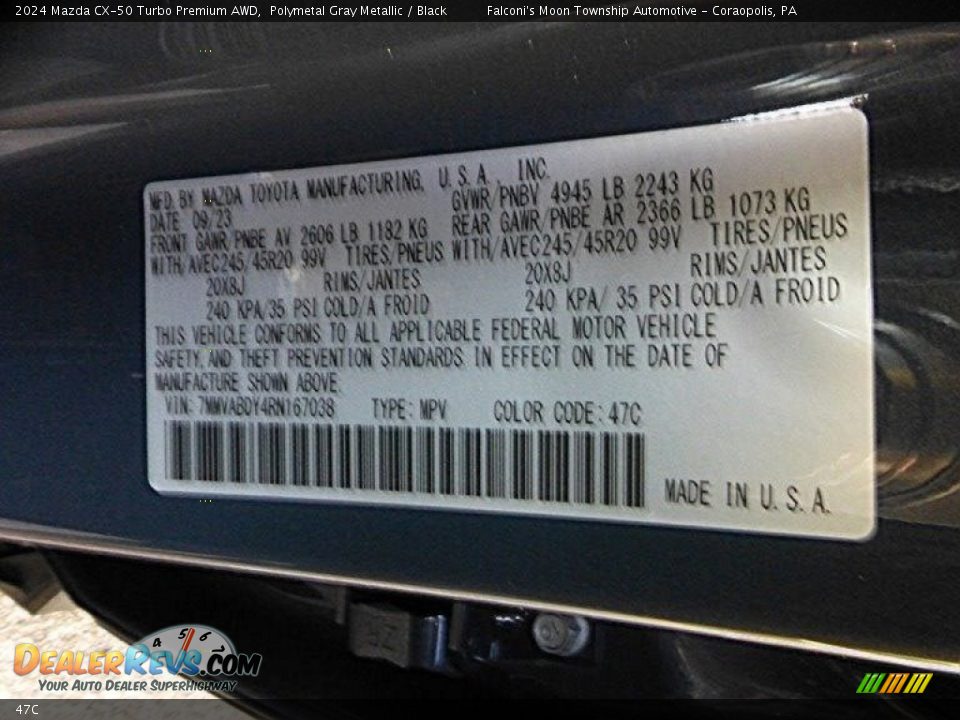 2024 Mazda CX-50 Turbo Premium AWD, Polymetal Gray Metallic / Black Falconi's Moon Township Automotive - Coraopolis, PA
MFD. BY MAZDA TOYOTA MANUFACTURING, U.S.A., INC.
DATE 09/23 GVWR/PNBV 4945 LB 2243 KG
FRONT GAWR/PNBE AV 2606 LB 1182 KG REAR GAWR/PNBE AR 2366 LB 1073 KG
WITH/AVEC245/45R20 99V TIRES/PNEUS WITH/AVEC245/45R20 99V TIRES/PNEUS
20X8J RIMS/JANTES 20X8J RIMS/JANTES
240 KPA/35 PSI COLD/A FROID 240 KPA/ 35 PSI COLD/A FROID
THIS VEHICLE CONFORMS TO ALL APPLICABLE FEDERAL MOTOR VEHICLE
SAFETY, AND THEFT PREVENTION STANDARDS IN EFFECT ON THE DATE OF
MANUFACTURE SHOWN ABOVE.
VIN: 7MMVABDY4RN167038 TYPE: MPV COLOR CODE: 47C
MADE IN U.S.A.
4 5 6 7
DEALERREVS.COM
YOUR AUTO DEALER SUPERHIGHWAY
47C